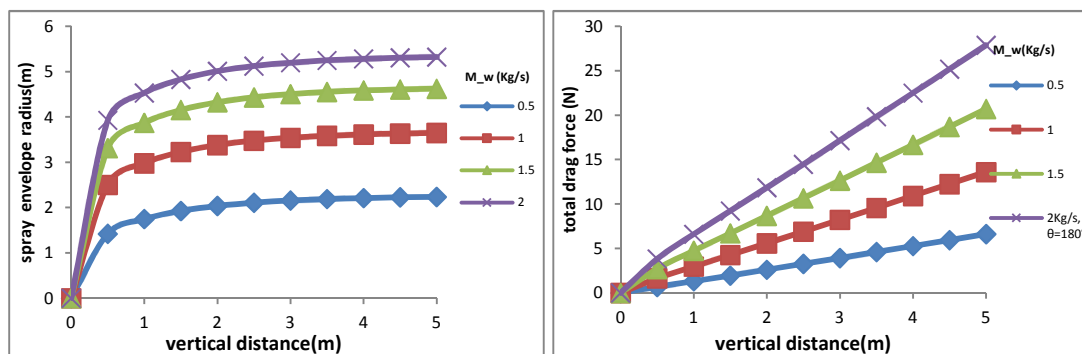 6
5
4
3
2
1
0
spray envelope radius(m)
0 1 2 3 4 5
vertical distance(m)
M_w(Kg/s)
0.5
1
1.5
2
30
25
20
15
10
5
0
total drag force (N)
0 1 2 3 4 5
vertical distance(m)
M_w(Kg/s)
0.5
1
1.5
2Kg/s,
θ=180°